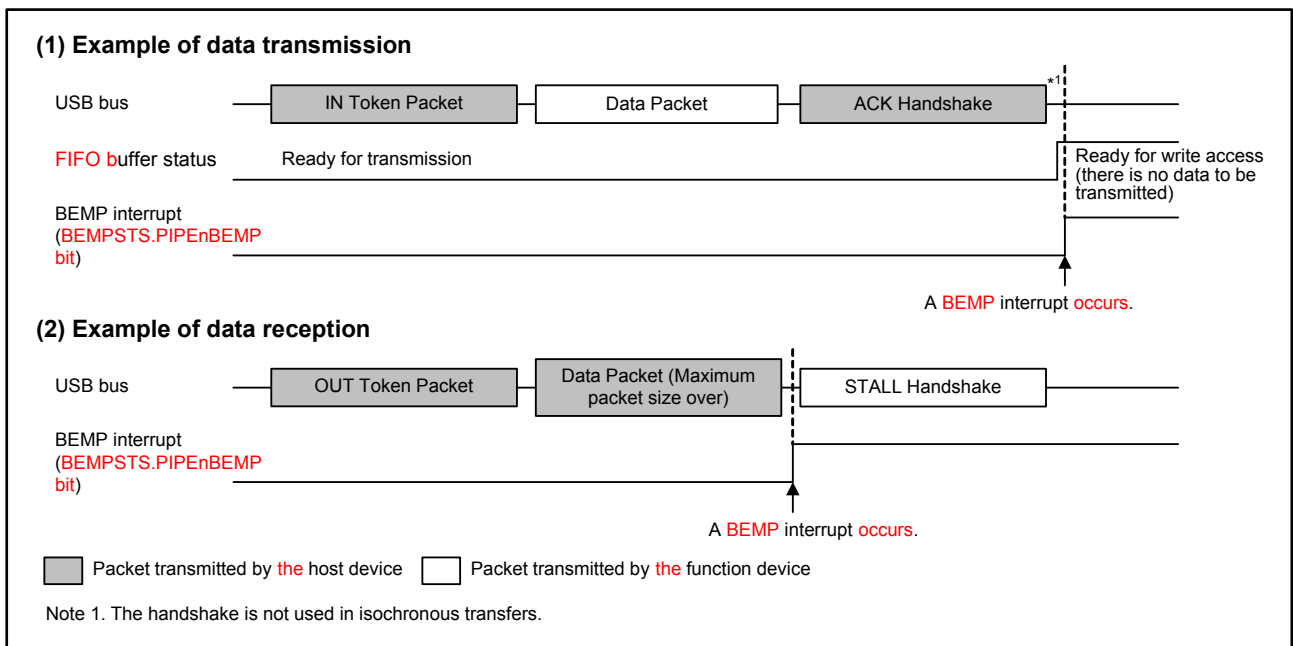 (1) Example of data transmission
*1
USB bus
IN Token Packet
Data Packet
ACK Handshake
FIFO buffer status
Ready for transmission
Ready for write access
(there is no data to be
transmitted)
BEMP interrupt
(BEMPSTS.PIPEnBEMP
bit)
A BEMP interrupt occurs.
(2) Example of data reception
USB bus
OUT Token Packet
Data Packet (Maximum
packet size over)
STALL Handshake
BEMP interrupt
(BEMPSTS.PIPEnBEMP
bit)
A BEMP interrupt occurs.
Packet transmitted by the host device
Packet transmitted by the function device
Note 1. The handshake is not used in isochronous transfers.